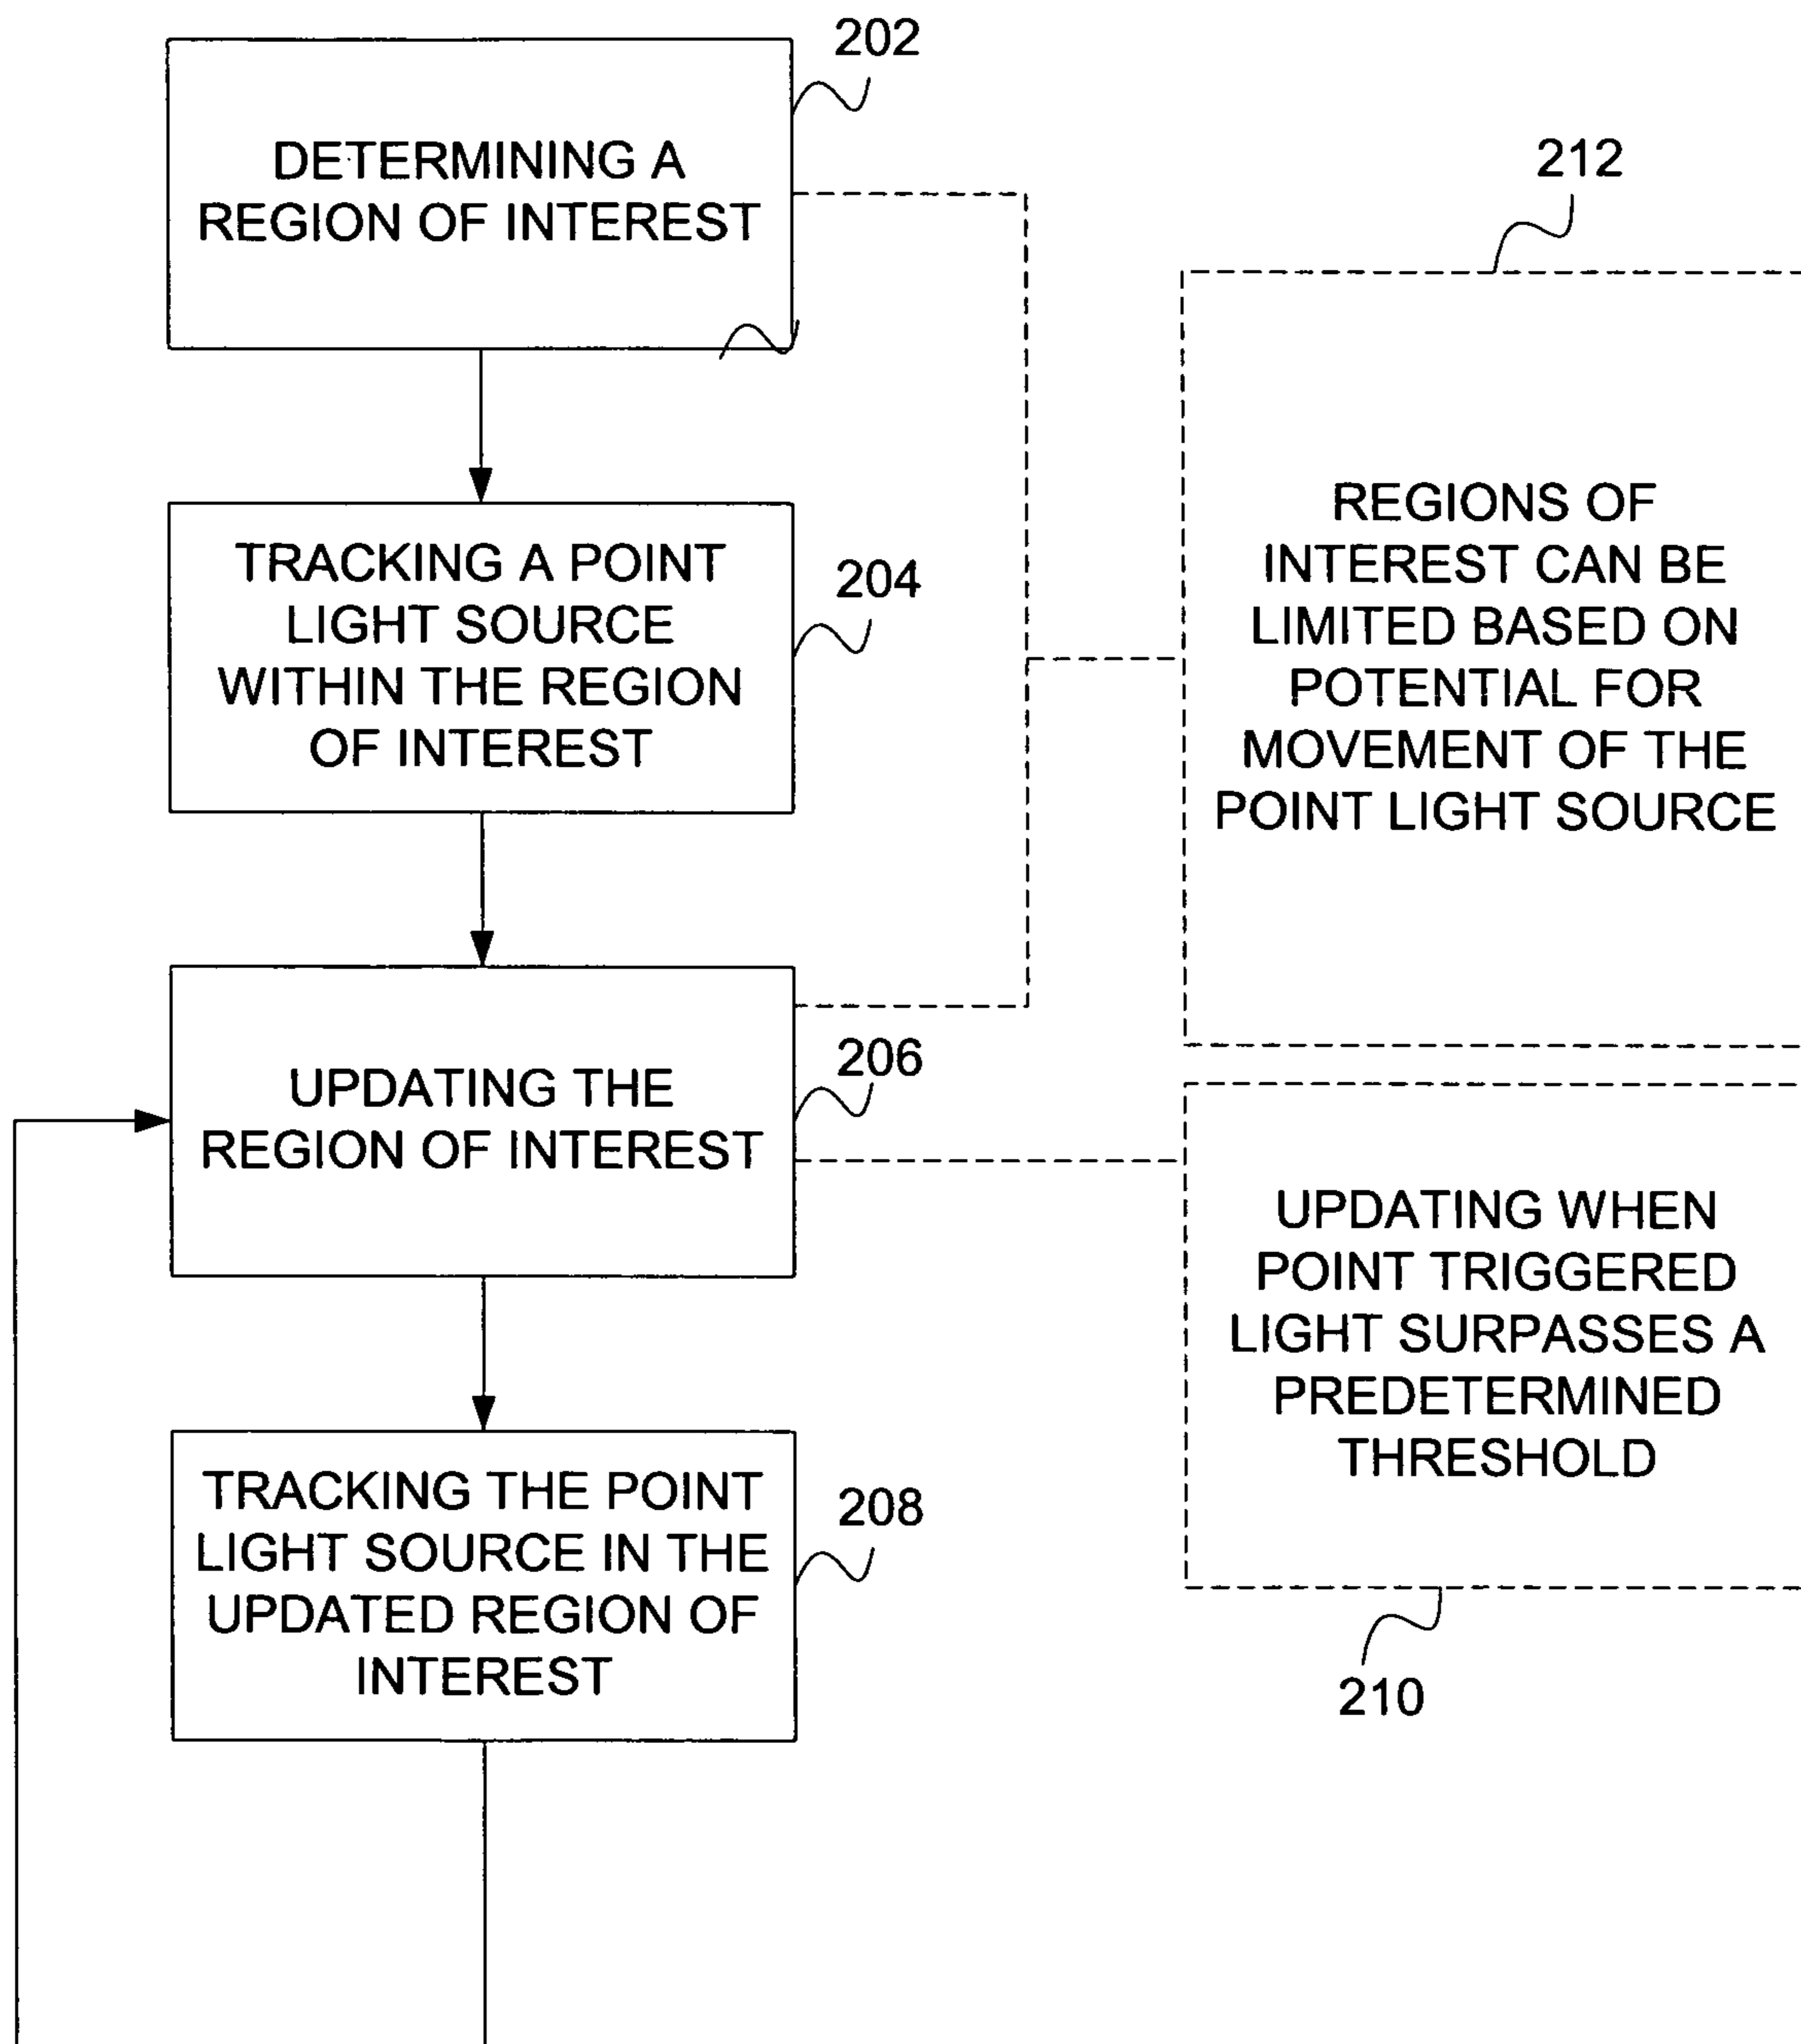 202
DETERMINING A
REGION OF INTEREST
212
TRACKING A POINT
LIGHT SOURCE
WITHIN THE REGION
OF INTEREST
204
REGIONS OF
INTEREST CAN BE
LIMITED BASED ON
POTENTIAL FOR
MOVEMENT OF THE
POINT LIGHT SOURCE
UPDATING THE
REGION OF INTEREST
206
UPDATING WHEN
POINT TRIGGERED
LIGHT SURPASSES A
PREDETERMINED
THRESHOLD
TRACKING THE POINT
LIGHT SOURCE IN THE
UPDATED REGION OF
INTEREST
208
210